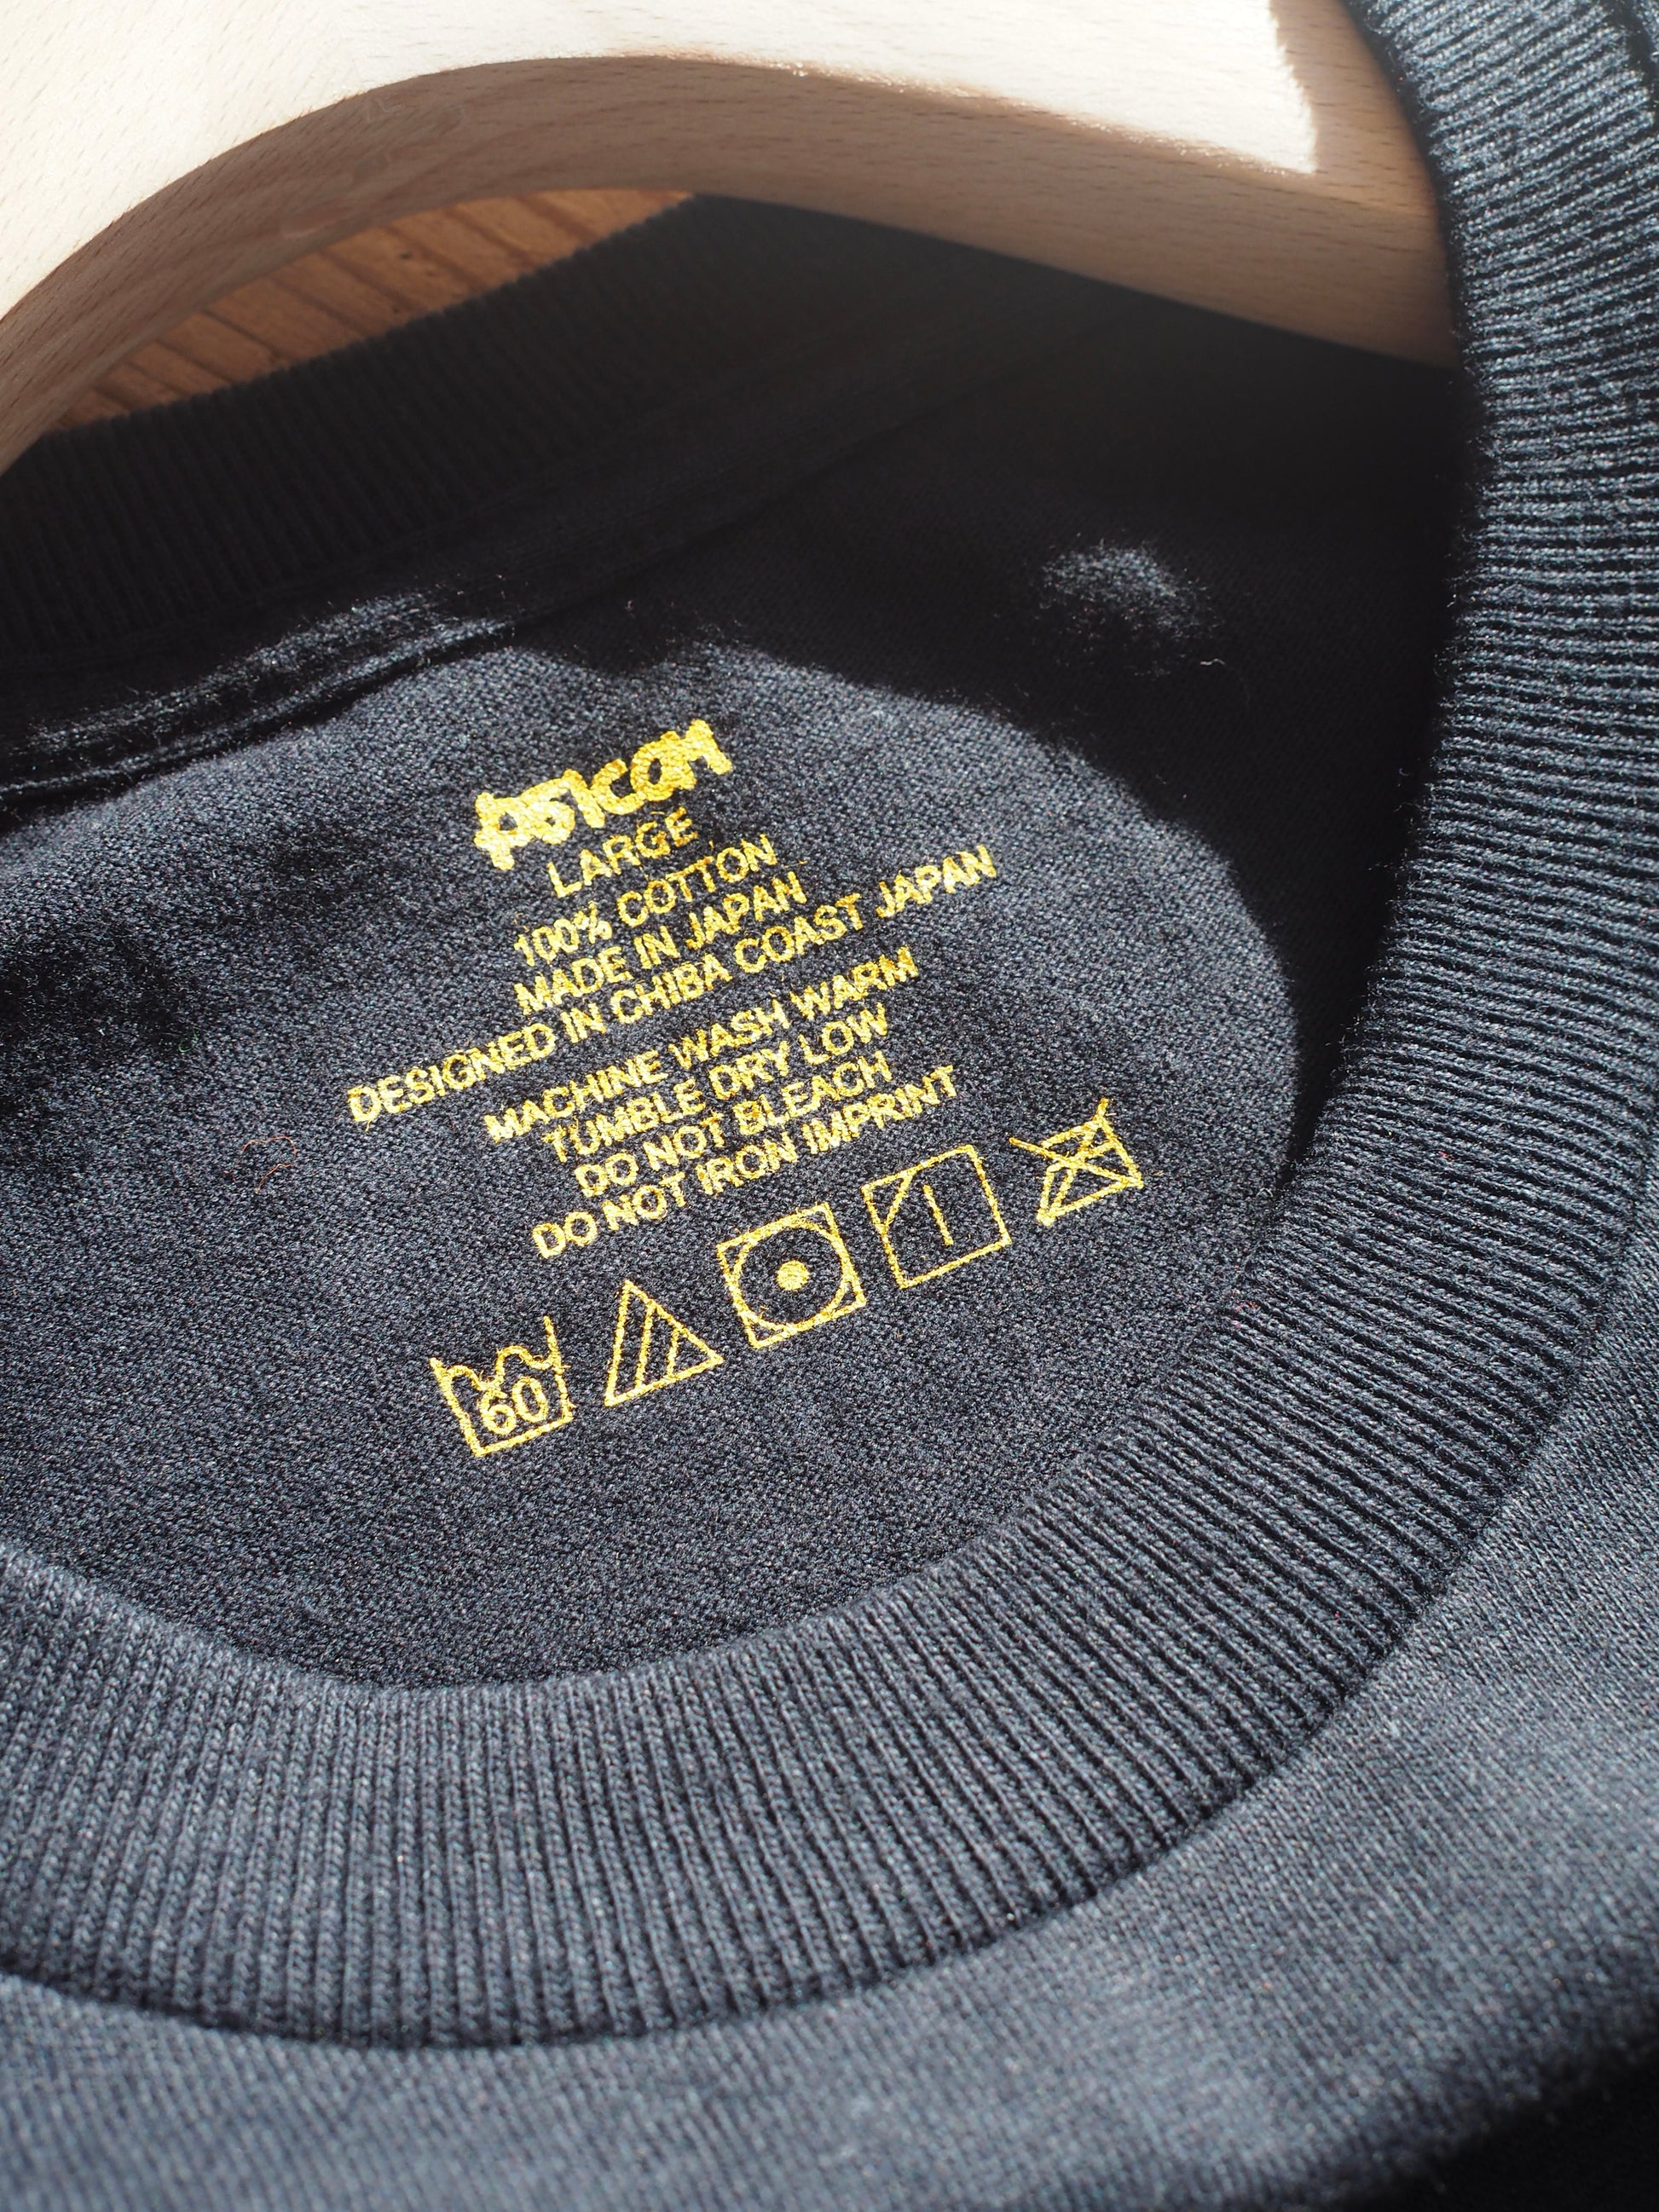 PSICOM
LARGE
100% COTTON
MADE IN JAPAN
DESIGNED IN CHIBA COAST JAPAN
MACHINE WASH WARM
TUMBLE DRY LOW
DO NOT BLEACH
DO NOT IRON IMPRINT
60